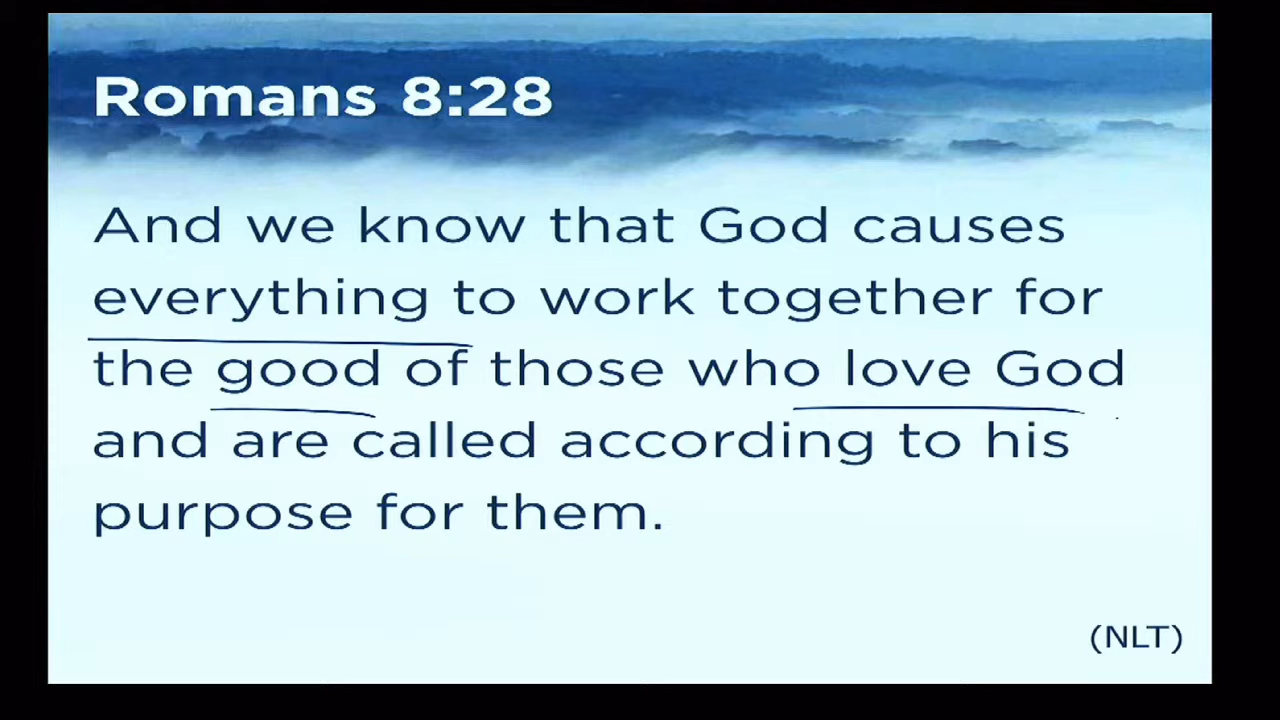 Romans 8:28
And we know that God causes
everything to work together for
the good of those who love God
and are called according to his
purpose for them.
(NLT)